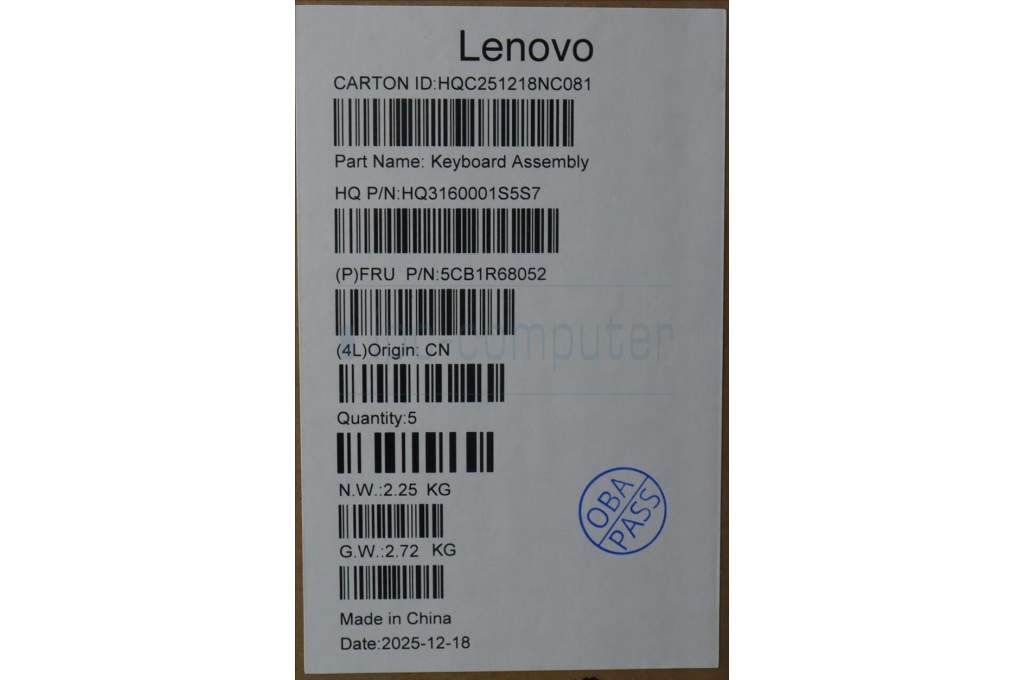 Lenovo
CARTON ID:HQC251218NC081
Part Name: Keyboard Assembly
HQ P/N:HQ3160001S5S7
(P)FRU P/N:5CB1R68052
-computer
(4L)Origin: CN
Quantity:5
N.W.:2.25 KG
OBA
PASS
G.W.:2.72 KG
Made in China
Date:2025-12-18